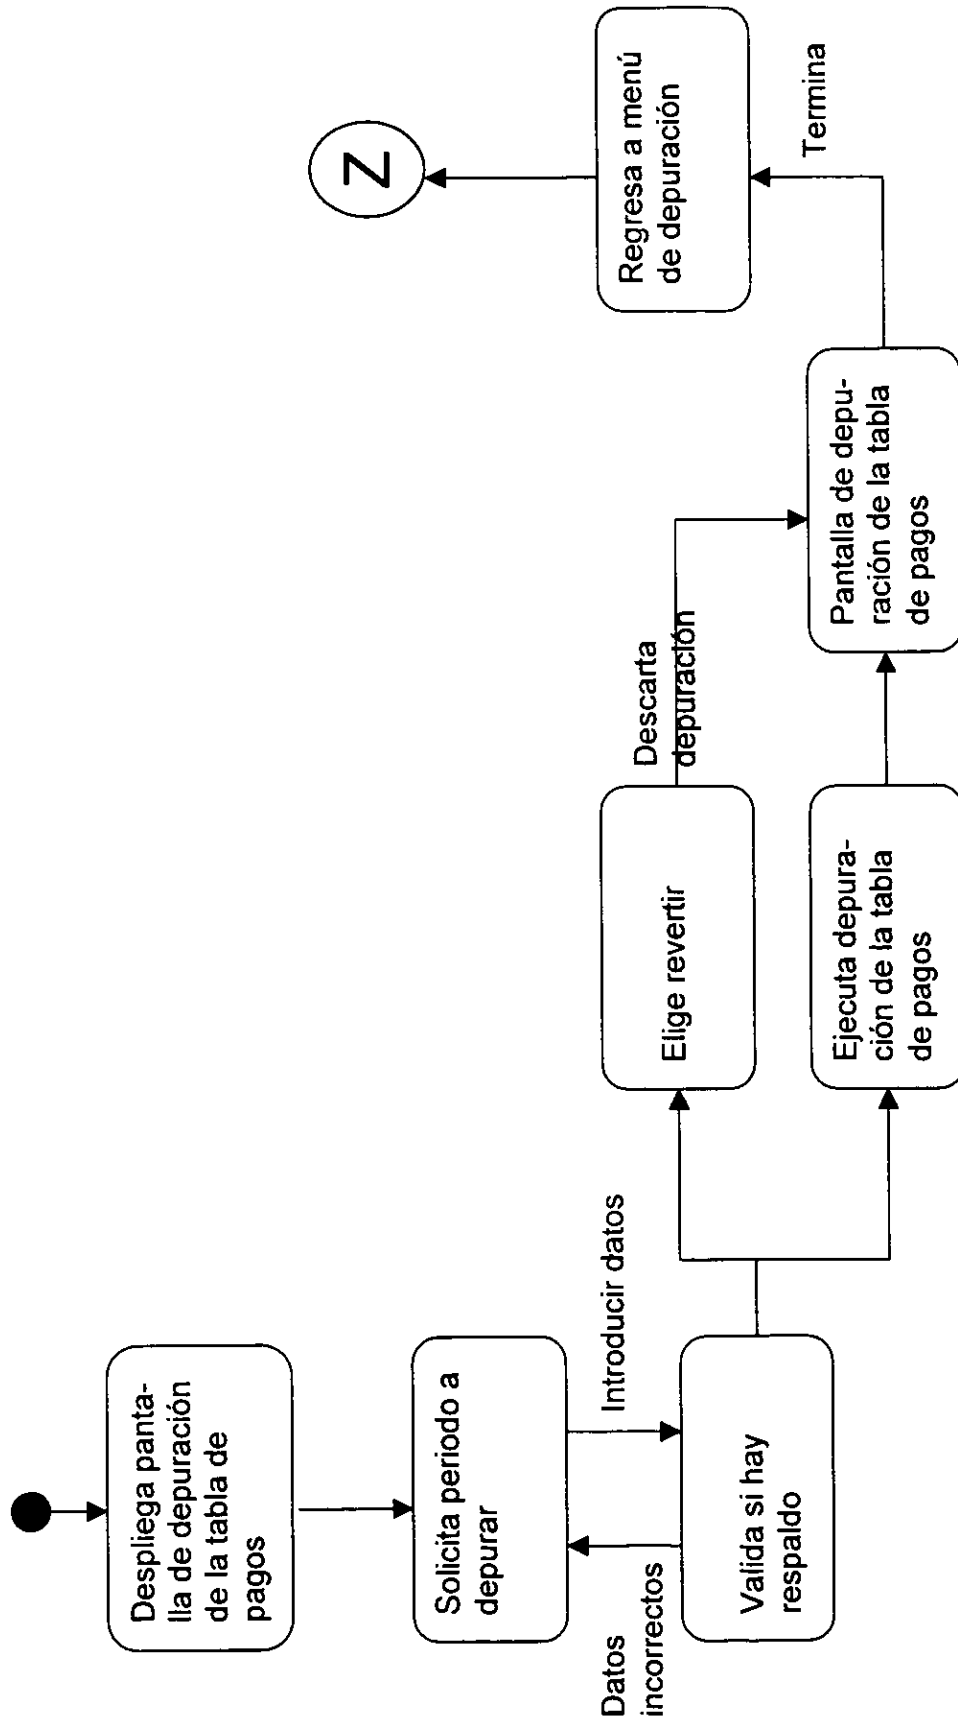 Despliega panta-
lla de depuración
de la tabla de
pagos
Solicita periodo a
depurar
Datos
incorrectos
Introducir datos
Valida si hay
respaldo
Elige revertir
Descarta
depuración
Ejecuta depura-
ción de la tabla
de pagos
Pantalla de depu-
ración de la tabla
de pagos
Termina
Regresa a menú
de depuración
Z